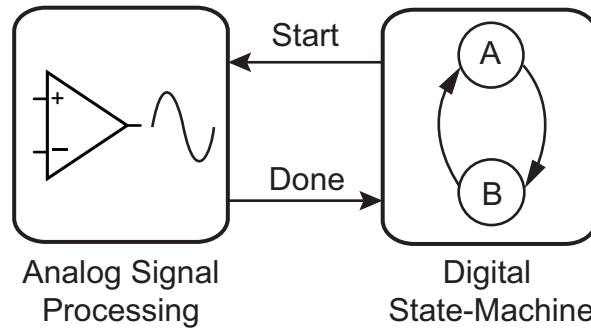 Start
A
+
−
Done
B
Analog Signal
Processing
Digital
State-Machine